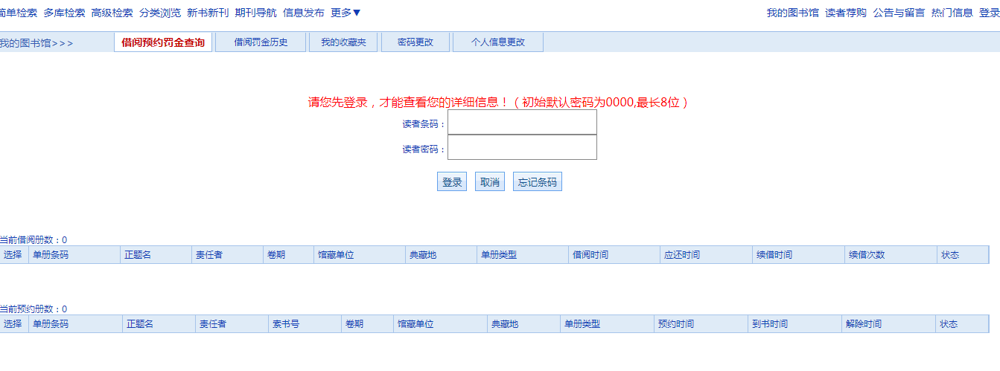 简单检索 多库检索 高级检索 分类浏览 新书新刊 期刊导航 信息发布 更多▼ 我的图书馆 读者荐购 公告与留言 热门信息 登录
我的图书馆>>> 借阅预约罚金查询 借阅罚金历史 我的收藏夹 密码更改 个人信息更改
请您先登录，才能查看您的详细信息！（初始默认密码为0000,最长8位）
读者条码：
读者密码：
登录 取消 忘记条码
当前借阅册数：0
选择 单册条码 正题名 责任者 卷期 馆藏单位 典藏地 单册类型 借阅时间 应还时间 续借时间 续借次数 状态
当前预约册数：0
选择 单册条码 正题名 责任者 索书号 卷期 馆藏单位 典藏地 单册类型 预约时间 到书时间 解除时间 状态